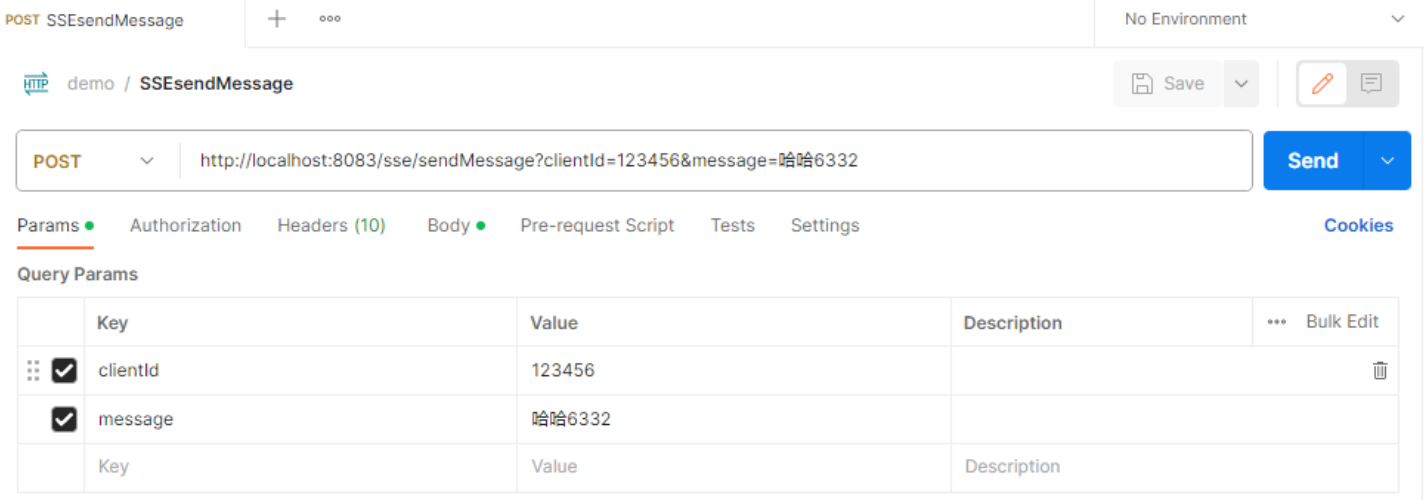 POST SSEsendMessage No Environment
HTTP demo / SSEsendMessage Save
POST http://localhost:8083/sse/sendMessage?clientId=123456&message=哈哈6332 Send
Params Authorization Headers (10) Body Pre-request Script Tests Settings Cookies
Query Params
Key Value Description Bulk Edit
clientId 123456
message 哈哈6332
Key Value Description